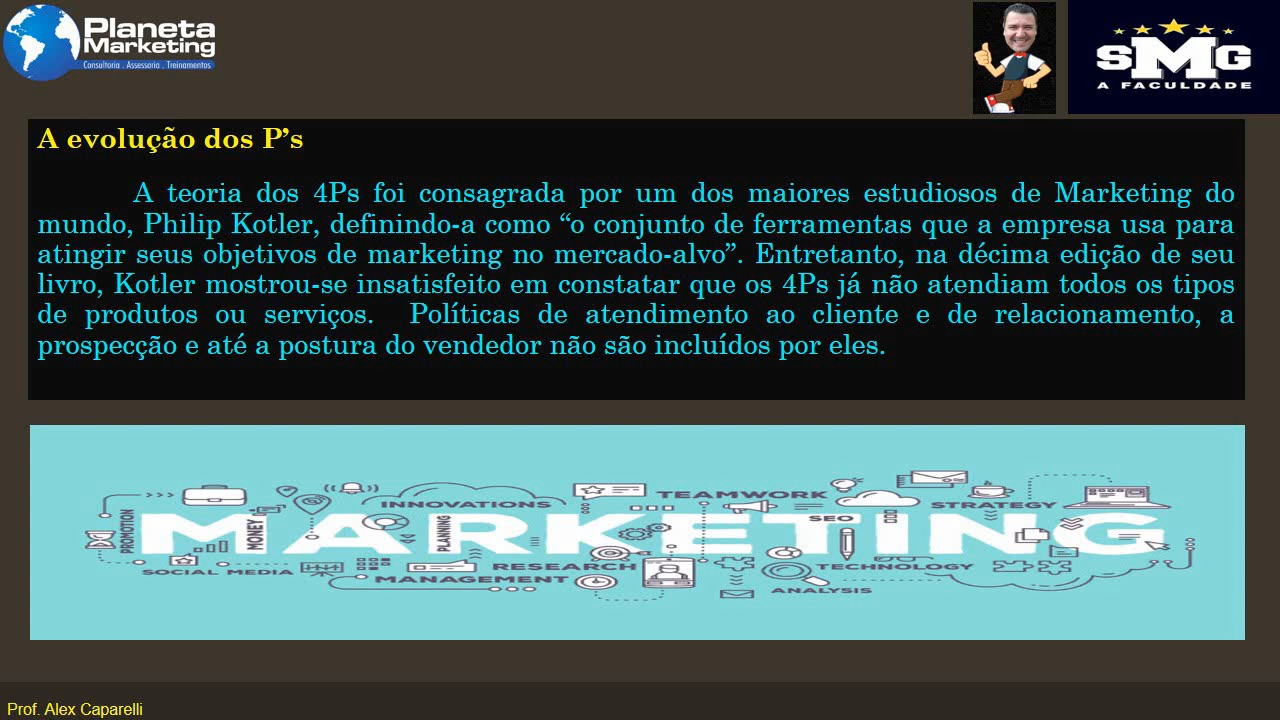 Planeta
Marketing
Consultoria . Assessoria . Treinamentos
SMG
A FACULDADE
A evolução dos P’s
A teoria dos 4Ps foi consagrada por um dos maiores estudiosos de Marketing do
mundo, Philip Kotler, definindo-a como “o conjunto de ferramentas que a empresa usa para
atingir seus objetivos de marketing no mercado-alvo”. Entretanto, na décima edição de seu
livro, Kotler mostrou-se insatisfeito em constatar que os 4Ps já não atendiam todos os tipos
de produtos ou serviços. Políticas de atendimento ao cliente e de relacionamento, a
prospecção e até a postura do vendedor não são incluídos por eles.
INNOVATIONS
TEAMWORK
STRATEGY
PROMOTION
MARKETING
MONEY
PLANNING
SEO
SOCIAL MEDIA
RESEARCH
TECHNOLOGY
MANAGEMENT
ANALYSIS
Prof. Alex Caparelli